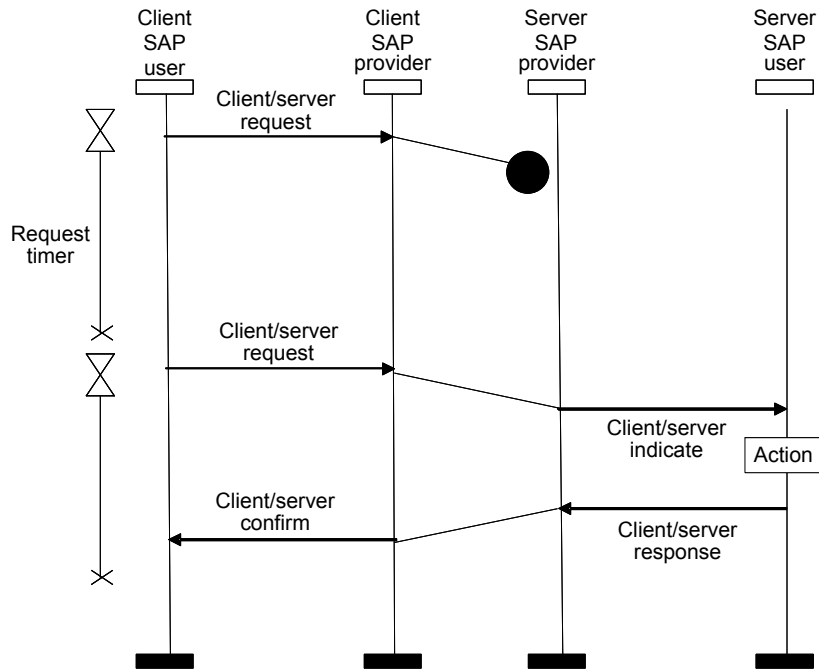 Client
SAP
user
Client
SAP
provider
Server
SAP
provider
Server
SAP
user
Client/server
request
Request
timer
Client/server
request
Client/server
indicate
Action
Client/server
confirm
Client/server
response